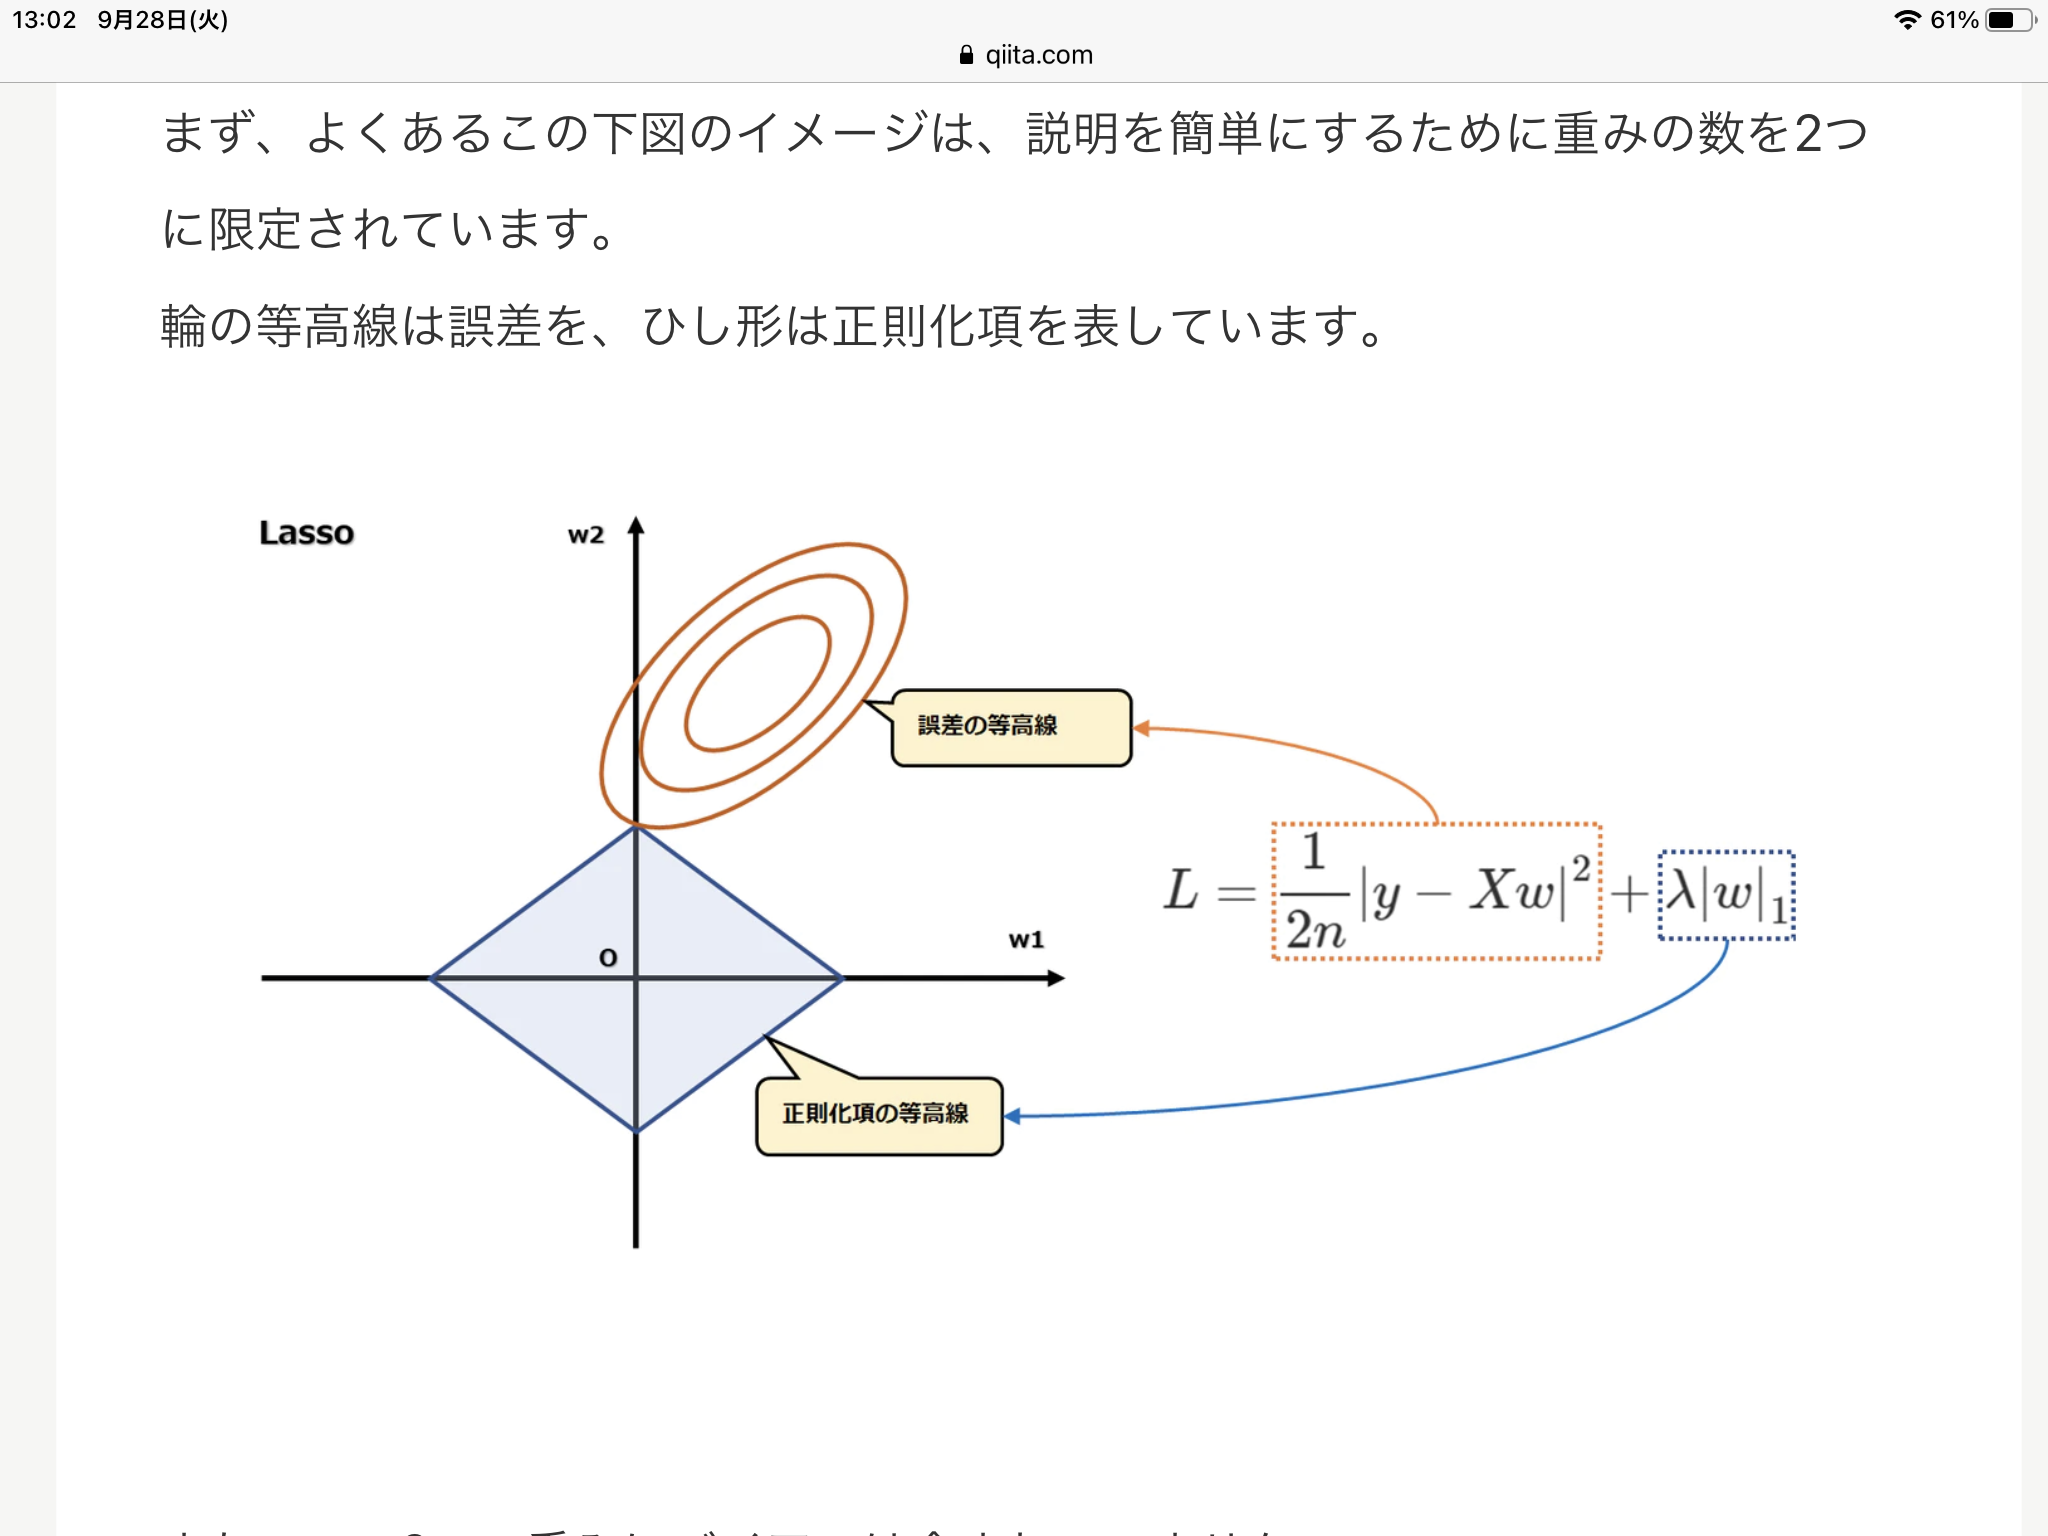 13:02 9月28日(火) 61%
qiita.com
まず、よくあるこの下図のイメージは、説明を簡単にするために重みの数を2つ
に限定されています。
輪の等高線は誤差を、ひし形は正則化項を表しています。
Lasso
w2
誤差の等高線
L = \frac{1}{2n}|y − Xw|^2 + λ|w|_1
w1
O
正則化項の等高線